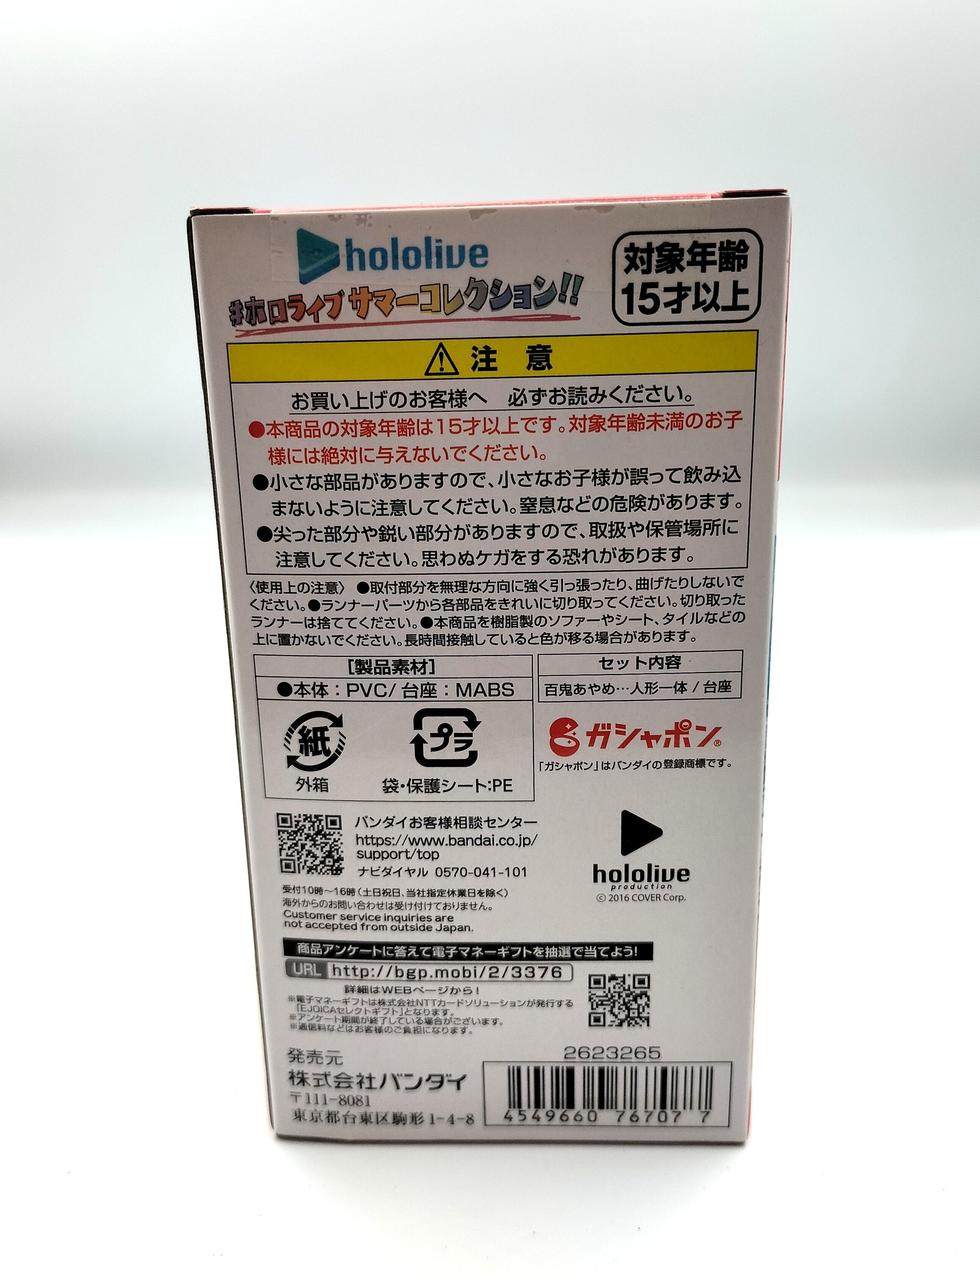 hololive
#ホロライブ サマーコレクション!!
対象年齢
15才以上
注 意
お買い上げのお客様へ 必ずお読みください。
●本商品の対象年齢は15才以上です。対象年齢未満のお子
様には絶対に与えないでください。
●小さな部品がありますので、小さなお子様が誤って飲み込
まないように注意してください。窒息などの危険があります。
●尖った部分や鋭い部分がありますので、取扱や保管場所に
注意してください。思わぬケガをする恐れがあります。
〈使用上の注意〉 ●取付部分を無理な方向に強く引っ張ったり、曲げたりしないで
ください。●ランナーパーツから各部品をきれいに切り取ってください。切り取った
ランナーは捨ててください。●本商品を樹脂製のソファーやシート、タイルなどの
上に置かないでください。長時間接触していると色が移る場合があります。
[製品素材]
●本体：PVC/台座：MABS
紙
外箱
プラ
袋・保護シート:PE
セット内容
百鬼あやめ…人形一体 / 台座
ガシャポン®
「ガシャポン」はバンダイの登録商標です。
バンダイお客様相談センター
https://www.bandai.co.jp/
support/top
ナビダイヤル 0570-041-101
受付10時～16時(土日祝日、当社指定休業日を除く)
海外からのお問い合わせは受け付けておりません。
Customer service inquiries are
not accepted from outside Japan.
hololive
production
© 2016 COVER Corp.
商品アンケートに答えて電子マネーギフトを抽選で当てよう!
URL http://bgp.mobi/2/3376
詳細はWEBページから!
※電子マネーギフトは株式会社NTTカードソリューションが発行する
「EJOICAセレクトギフト」となります。
※アンケート期間が終了している場合がございます。
※通信料などはお客様のご負担になります。
発売元
株式会社バンダイ
〒111-8081
東京都台東区駒形1-4-8
2623265
4549660 76707 7